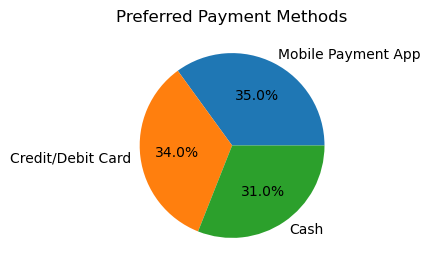 Preferred Payment Methods
Mobile Payment App
35.0%
Credit/Debit Card
34.0%
31.0%
Cash